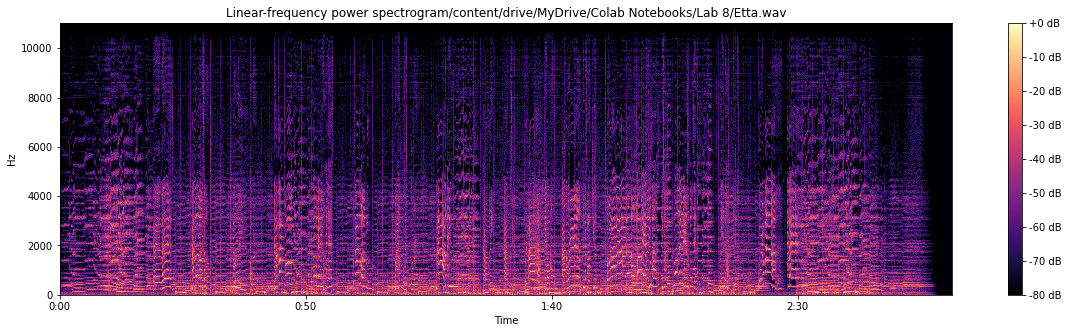 Linear-frequency power spectrogram/content/drive/MyDrive/Colab Notebooks/Lab 8/Etta.wav
10000
8000
6000
4000
2000
0
Hz
0:00
0:50
1:40
2:30
Time
+0 dB
-10 dB
-20 dB
-30 dB
-40 dB
-50 dB
-60 dB
-70 dB
-80 dB